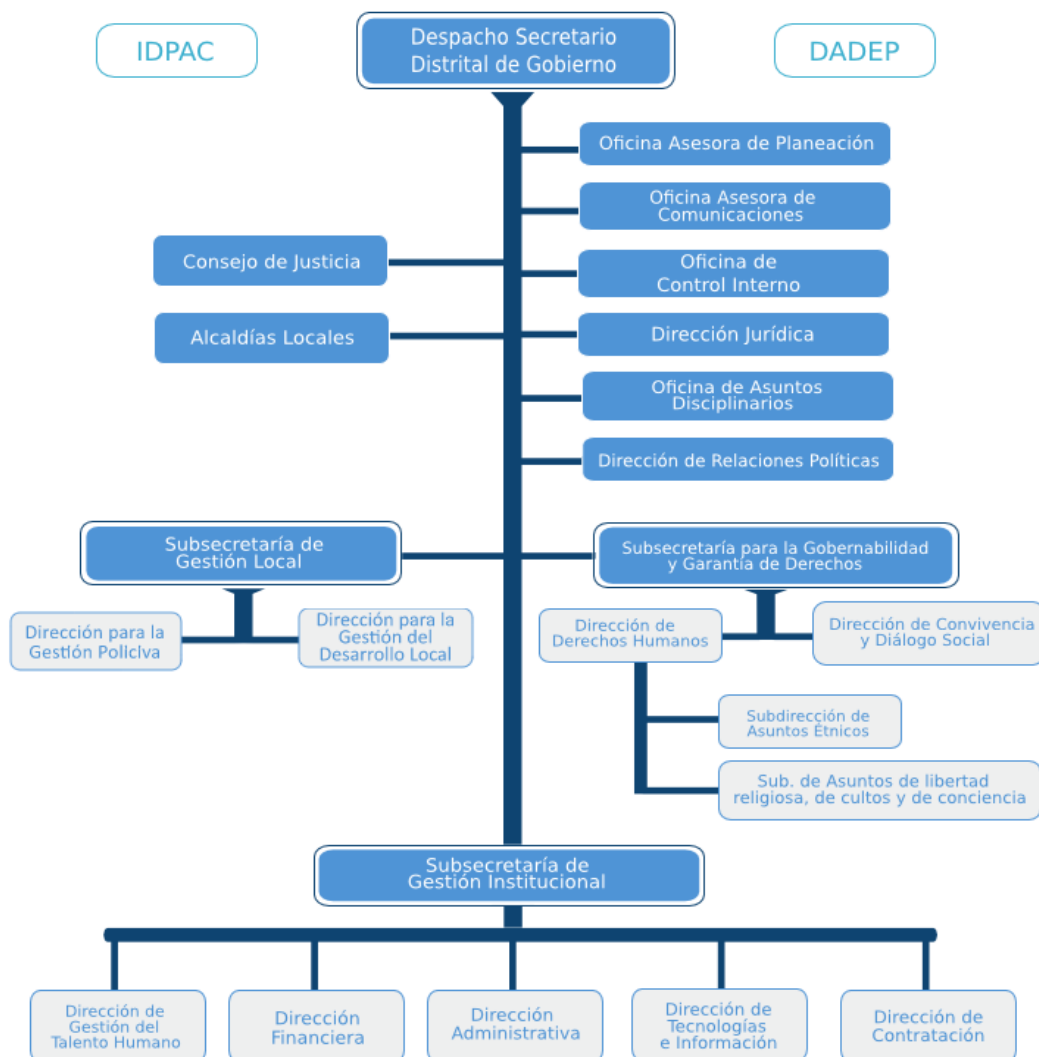 IDPAC
Despacho Secretario
Distrital de Gobierno
DADEP
Oficina Asesora de Planeación
Oficina Asesora de
Comunicaciones
Consejo de Justicia
Oficina de
Control Interno
Alcaldías Locales
Dirección Jurídica
Oficina de Asuntos
Disciplinarios
Dirección de Relaciones Políticas
Subsecretaría de
Gestión Local
Subsecretaría para la Gobernabilidad
y Garantía de Derechos
Dirección para la
Gestión Policlva
Dirección para la
Gestión del
Desarrollo Local
Dirección de
Derechos Humanos
Dirección de Convivencia
y Diálogo Social
Subdirección de
Asuntos Étnicos
Sub. de Asuntos de libertad
religiosa, de cultos y de conciencia
Subsecretaría de
Gestión Institucional
Dirección de
Gestión del
Talento Humano
Dirección
Financiera
Dirección
Administrativa
Dirección de
Tecnologías
e Información
Dirección de
Contratación